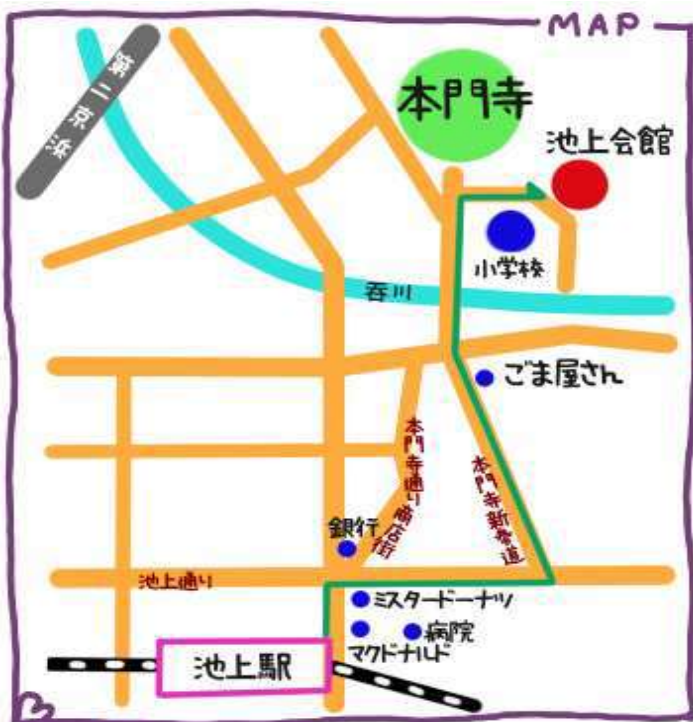 MAP
第二京浜
本門寺
池上会館
小学校
呑川
ごま屋さん
本門寺通り商店街
本門寺新参道
銀行
池上通り
ミスタードーナツ
病院
マクドナルド
池上駅